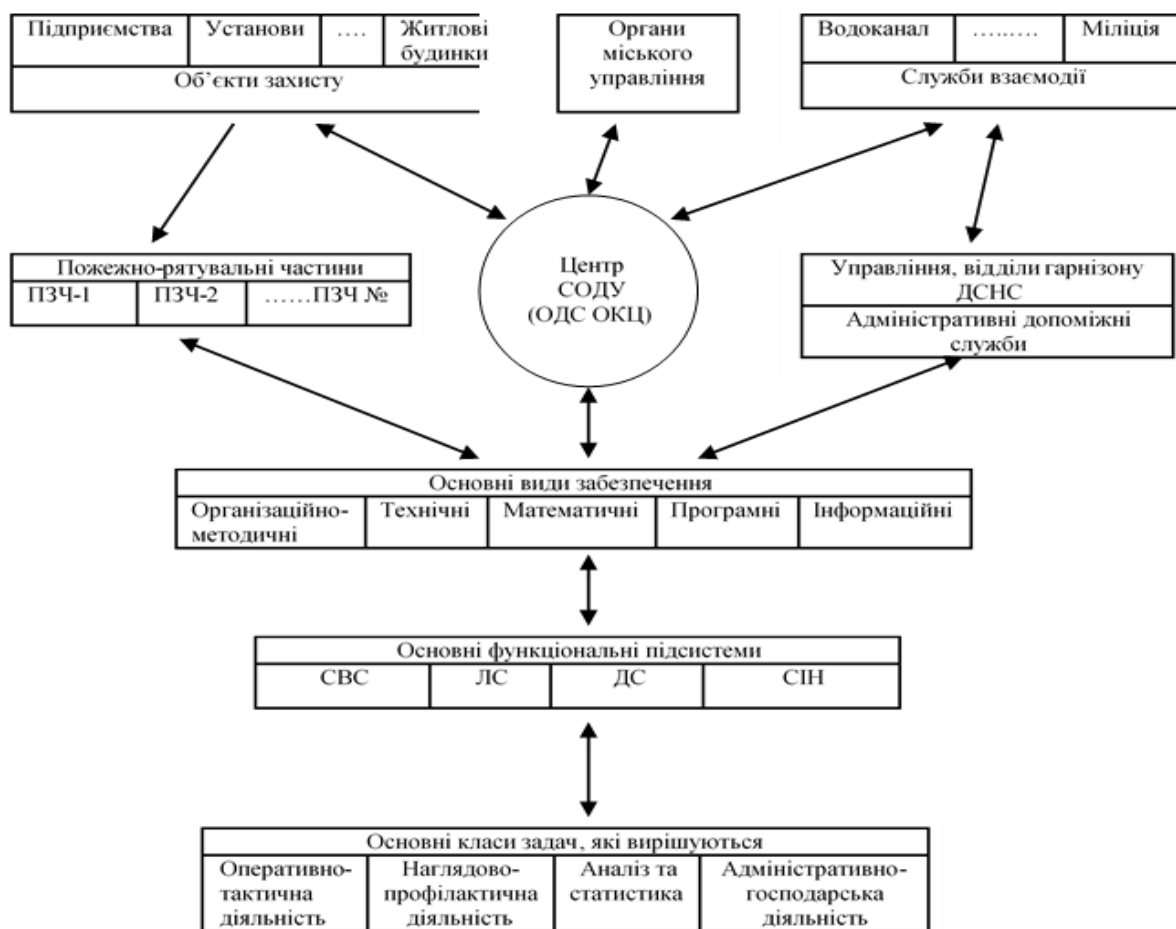 Підприємства Установи …. Житлові
будинки
Об’єкти захисту
Органи
міського
управління
Водоканал …..…. Міліція
Служби взаємодії
Пожежно-рятувальні частини
ПЗЧ-1 ПЗЧ-2 ……ПЗЧ №
Центр
СОДУ
(ОДС ОКЦ)
Управління, відділи гарнізону
ДСНС
Адміністративні допоміжні
служби
Основні види забезпечення
Організаційно-
методичні
Технічні
Математичні
Програмні
Інформаційні
Основні функціональні підсистеми
СВС ЛС ДС СІН
Основні класи задач, які вирішуються
Оперативно-
тактична
діяльність
Наглядово-
профілактична
діяльність
Аналіз та
статистика
Адміністративно-
господарська
діяльність